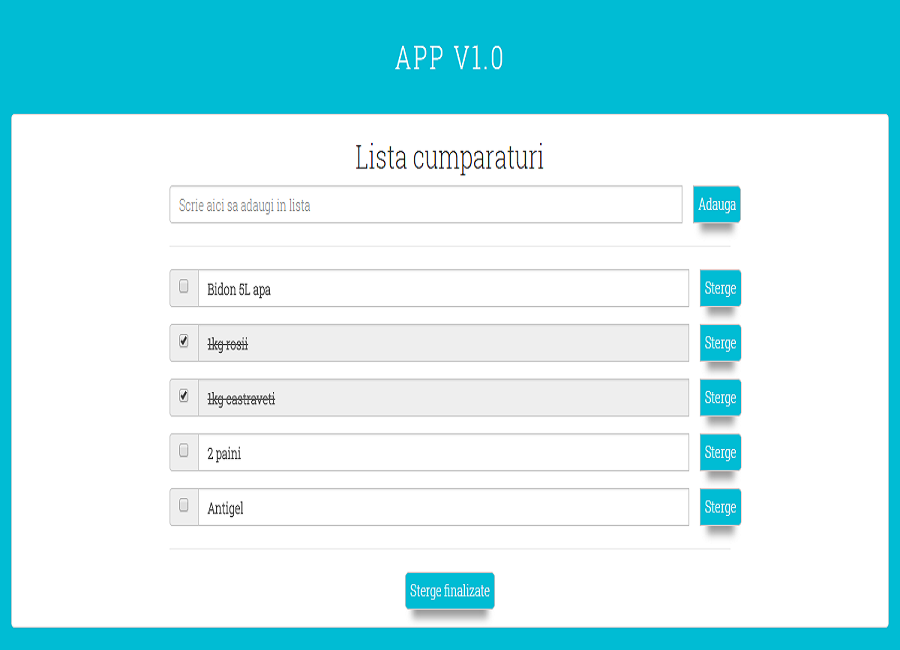 APP V1.0
Lista cumparaturi
Scrie aici sa adaugi in lista Adauga
Bidon 5L apa Sterge
1kg rosii Sterge
1kg castraveti Sterge
2 paini Sterge
Antigel Sterge
Sterge finalizate